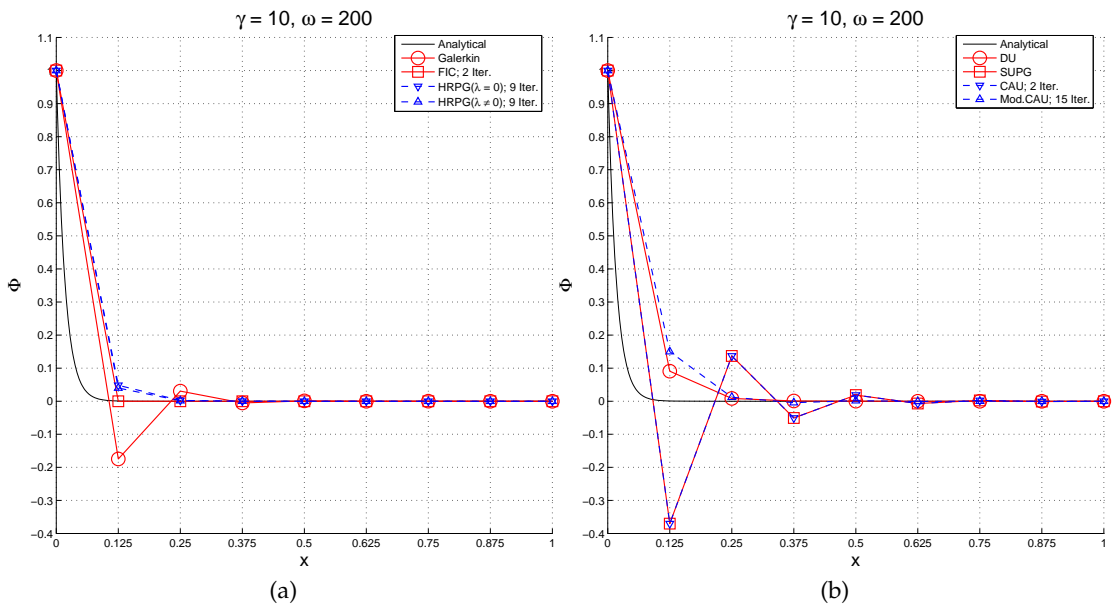 γ = 10, ω = 200
1.1
1
0.9
0.8
0.7
0.6
0.5
0.4
0.3
0.2
0.1
0
−0.1
−0.2
−0.3
−0.4
Φ
Analytical
Galerkin
FIC; 2 Iter.
HRPG(λ = 0); 9 Iter.
HRPG(λ ≠ 0); 9 Iter.
0 0.125 0.25 0.375 0.5 0.625 0.75 0.875 1
x
(a)
γ = 10, ω = 200
1.1
1
0.9
0.8
0.7
0.6
0.5
0.4
0.3
0.2
0.1
0
−0.1
−0.2
−0.3
−0.4
Φ
Analytical
DU
SUPG
CAU; 2 Iter.
Mod.CAU; 15 Iter.
0 0.125 0.25 0.375 0.5 0.625 0.75 0.875 1
x
(b)